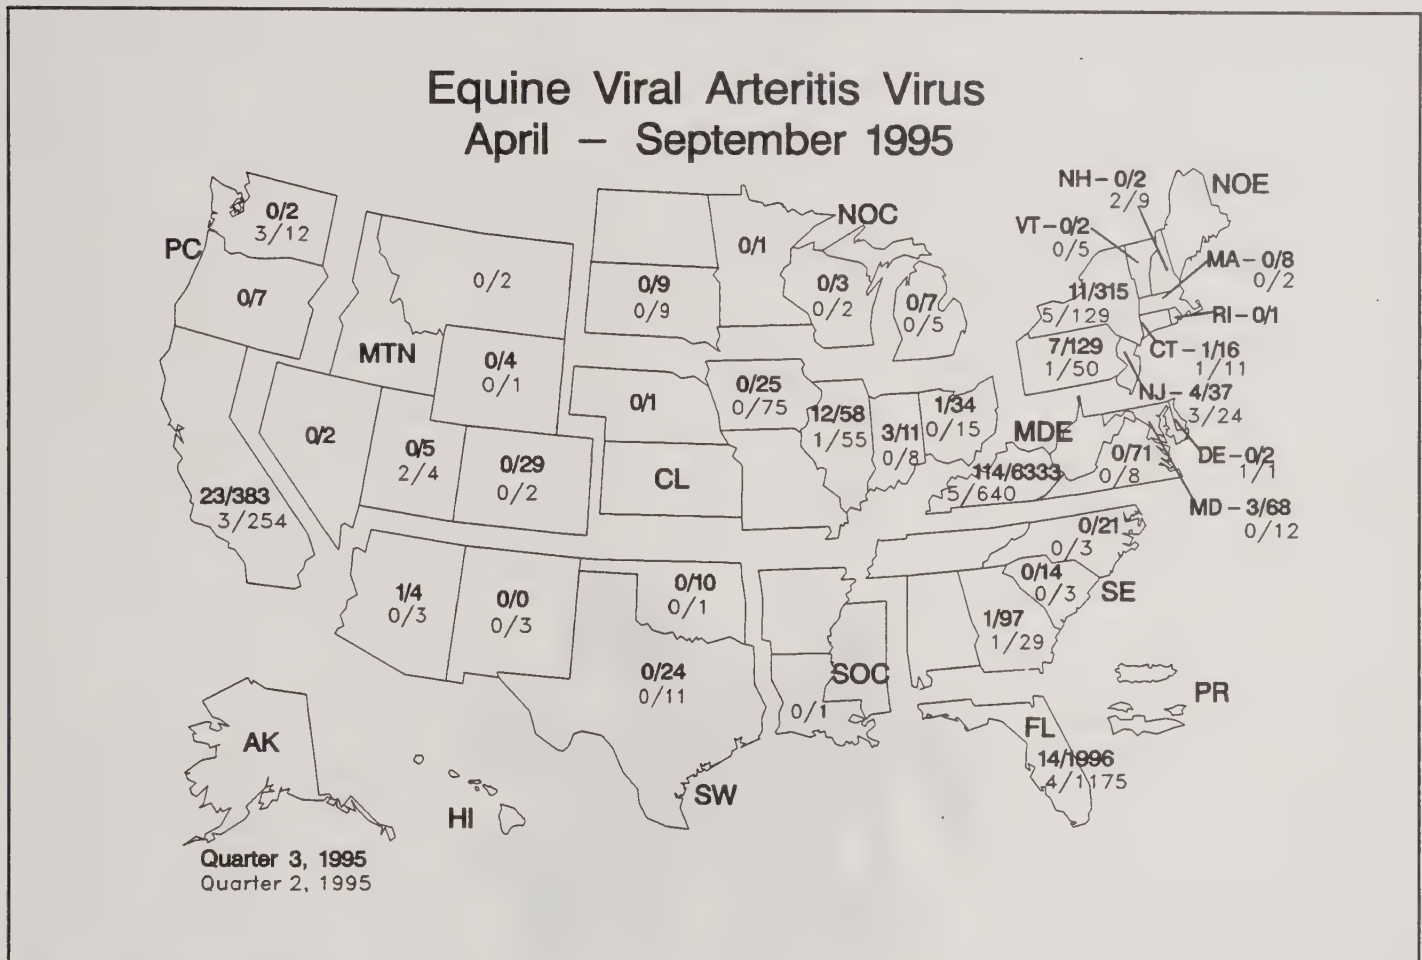 Equine Viral Arteritis Virus
April – September 1995
NH – 0/2
2/9
NOE
VT – 0/2
0/5
MA – 0/8
0/2
RI – 0/1
CT – 1/16
1/11
NJ – 4/37
3/24
DE – 0/2
1/1
MD – 3/68
0/12
PC
0/2
3/12
0/7
23/383
3/254
MTN
0/2
0/4
0/1
0/2
0/5
2/4
0/29
0/2
NOC
0/1
0/9
0/9
0/3
0/2
0/7
0/5
11/315
5/129
7/129
1/50
CL
0/1
0/25
0/75
12/58
1/55
3/11
0/8
1/34
0/15
MDE
114/6333
5/640
0/71
0/8
0/21
0/3
0/14
0/3
SE
1/97
1/29
1/4
0/3
0/0
0/3
0/10
0/1
0/24
0/11
SW
SOC
0/1
FL
14/1996
4/1175
PR
AK
HI
Quarter 3, 1995
Quarter 2, 1995